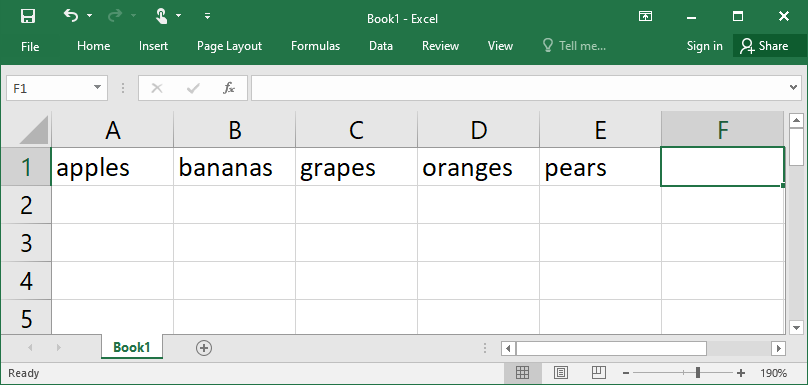 Book1 - Excel
File Home Insert Page Layout Formulas Data Review View Tell me... Sign in Share
F1 fx
A B C D E F
1 apples bananas grapes oranges pears
2
3
4
5
Book1
Ready 190%